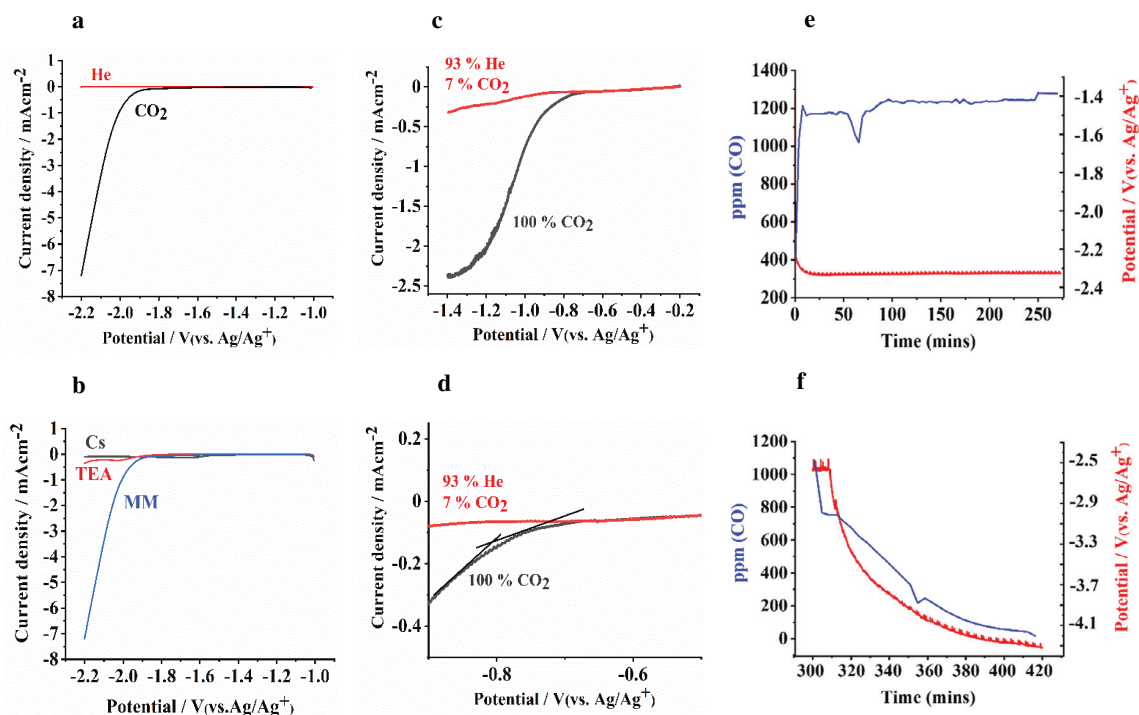 a
He
CO2
Current density / mAcm-2
0
-1
-2
-3
-4
-5
-6
-7
-8
-2.2 -2.0 -1.8 -1.6 -1.4 -1.2 -1.0
Potential / V(vs. Ag/Ag+)
b
Cs
TEA
MM
Current density / mAcm-2
2
1
0
-1
-2
-3
-4
-5
-6
-7
-8
-2.2 -2.0 -1.8 -1.6 -1.4 -1.2 -1.0
Potential / V(vs.Ag/Ag+)
c
93 % He
7 % CO2
100 % CO2
Current density / mAcm-2
0
-0.5
-1
-1.5
-2
-2.5
-1.4 -1.2 -1.0 -0.8 -0.6 -0.4 -0.2
Potential / V(vs. Ag/Ag+)
d
93 % He
7 % CO2
100 % CO2
Current density / mAcm-2
0.2
0
-0.2
-0.4
-0.8 -0.6
Potential / V(vs. Ag/Ag+)
e
ppm (CO)
1400
1200
1000
800
600
400
200
-1.4
-1.6
-1.8
-2.0
-2.2
-2.4
Potential / V(vs. Ag/Ag+)
0 50 100 150 200 250
Time (mins)
f
ppm (CO)
1200
1000
800
600
400
200
0
-2.5
-2.9
-3.3
-3.7
-4.1
Potential / V(vs. Ag/Ag+)
300 320 340 360 380 400 420
Time (mins)